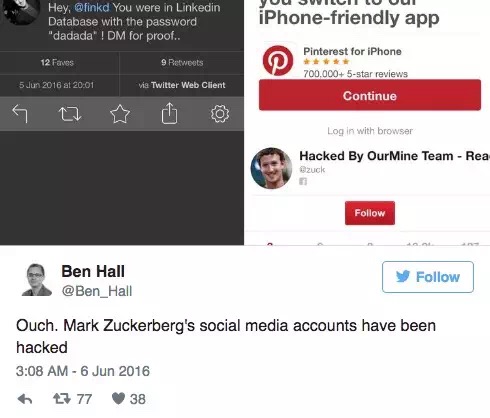 Hey, @finkd You were in Linkedin
Database with the password
"dadada" ! DM for proof..
12 Faves
9 Retweets
5 Jun 2016 at 20:01
via Twitter Web Client
you switch to our
iPhone-friendly app
Pinterest for iPhone
700,000+ 5-star reviews
Continue
Log in with browser
Hacked By OurMine Team - Rea
@zuck
Follow
Ben Hall
@Ben_Hall
Follow
Ouch. Mark Zuckerberg's social media accounts have been
hacked
3:08 AM - 6 Jun 2016
77
38